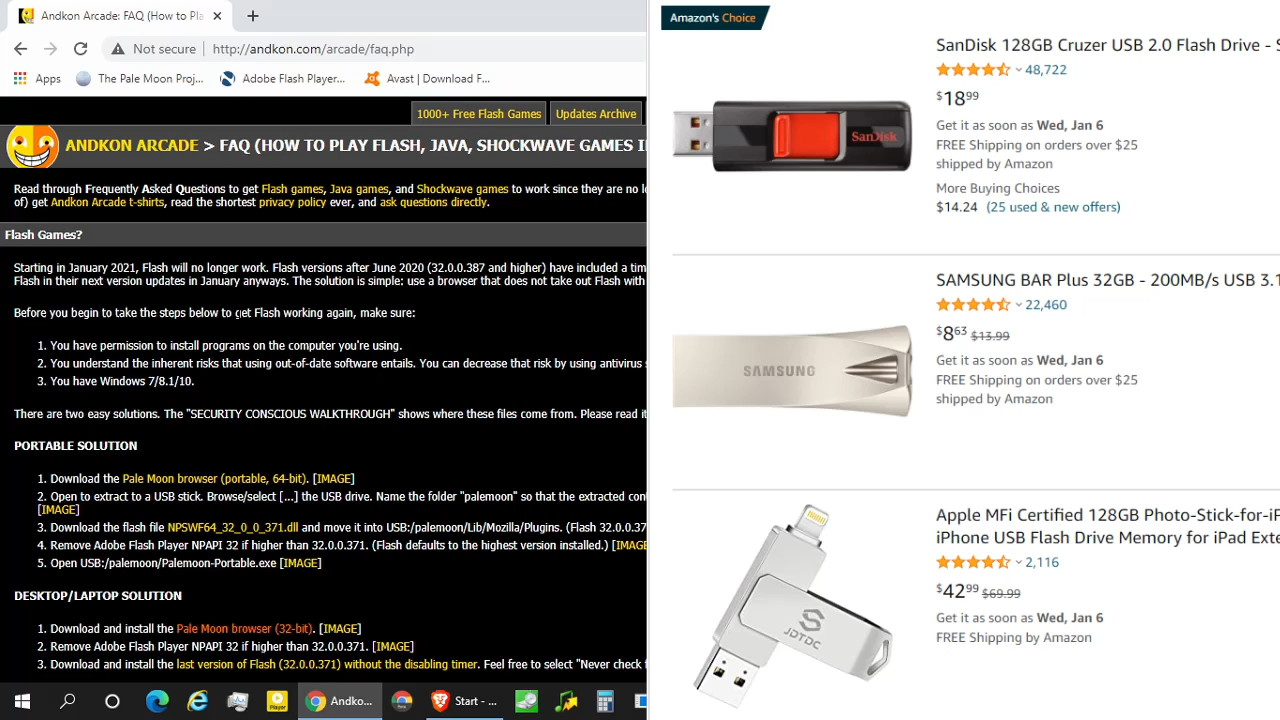 Andkon Arcade: FAQ (How to Pla
Not secure | http://andkon.com/arcade/faq.php
Apps The Pale Moon Proj... Adobe Flash Player... Avast | Download F...
1000+ Free Flash Games Updates Archive
ANDKON ARCADE > FAQ (HOW TO PLAY FLASH, JAVA, SHOCKWAVE GAMES I
Read through Frequently Asked Questions to get Flash games, Java games, and Shockwave games to work since they are no l
of) get Andkon Arcade t-shirts, read the shortest privacy policy ever, and ask questions directly.
Flash Games?
Starting in January 2021, Flash will no longer work. Flash versions after June 2020 (32.0.0.387 and higher) have included a tim
Flash in their next version updates in January anyways. The solution is simple: use a browser that does not take out Flash with
Before you begin to take the steps below to get Flash working again, make sure:
1. You have permission to install programs on the computer you're using.
2. You understand the inherent risks that using out-of-date software entails. You can decrease that risk by using antivirus s
3. You have Windows 7/8.1/10.
There are two easy solutions. The "SECURITY CONSCIOUS WALKTHROUGH" shows where these files come from. Please read it
PORTABLE SOLUTION
1. Download the Pale Moon browser (portable, 64-bit). [IMAGE]
2. Open to extract to a USB stick. Browse/select [...] the USB drive. Name the folder "palemoon" so that the extracted cont
[IMAGE]
3. Download the flash file NPSWF64_32_0_0_371.dll and move it into USB:/palemoon/Lib/Mozilla/Plugins. (Flash 32.0.0.37
4. Remove Adobe Flash Player NPAPI 32 if higher than 32.0.0.371. (Flash defaults to the highest version installed.) [IMAG
5. Open USB:/palemoon/Palemoon-Portable.exe [IMAGE]
DESKTOP/LAPTOP SOLUTION
1. Download and install the Pale Moon browser (32-bit). [IMAGE]
2. Remove Adobe Flash Player NPAPI 32 if higher than 32.0.0.371. [IMAGE]
3. Download and install the last version of Flash (32.0.0.371) without the disabling timer. Feel free to select "Never check f
Player Andko... Beta Start - ...
Amazon's Choice
SanDisk 128GB Cruzer USB 2.0 Flash Drive - S
48,722
$18 99
Get it as soon as Wed, Jan 6
FREE Shipping on orders over $25
shipped by Amazon
More Buying Choices
$14.24 (25 used & new offers)
SanDisk
SAMSUNG BAR Plus 32GB - 200MB/s USB 3.1
22,460
$8 63 $13.99
Get it as soon as Wed, Jan 6
FREE Shipping on orders over $25
shipped by Amazon
SAMSUNG
Apple MFi Certified 128GB Photo-Stick-for-iP
iPhone USB Flash Drive Memory for iPad Exte
2,116
$42 99 $69.99
Get it as soon as Wed, Jan 6
FREE Shipping by Amazon
JDTDC